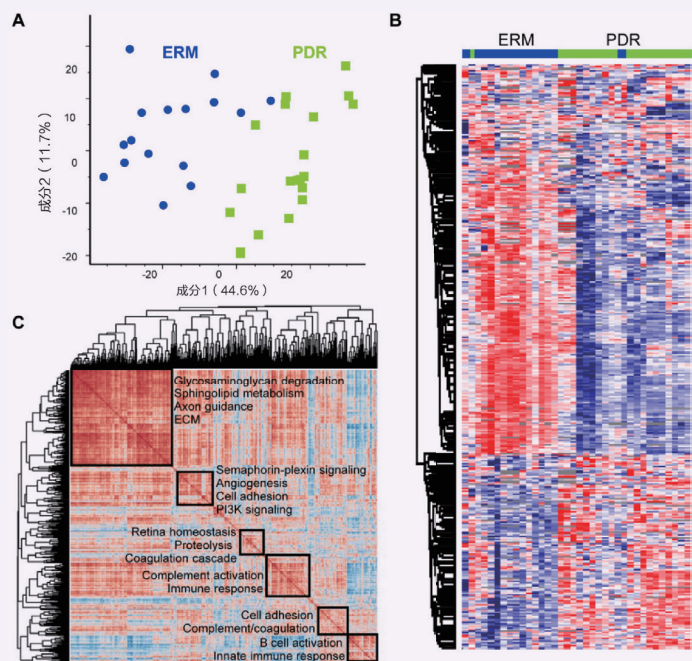 A
ERM
PDR
20
10
0
-10
-20
成分2（11.7%）
-20
0
20
成分1（44.6%）
B
ERM
PDR
C
Glycosaminoglycan degradation
Sphingolipid metabolism
Axon guidance
ECM
Semaphorin-plexin signaling
Angiogenesis
Cell adhesion
PI3K signaling
Retina homeostasis
Proteolysis
Coagulation cascade
Complement activation
Immune response
Cell adhesion
Complement/coagulation
B cell activation
Innate immune response